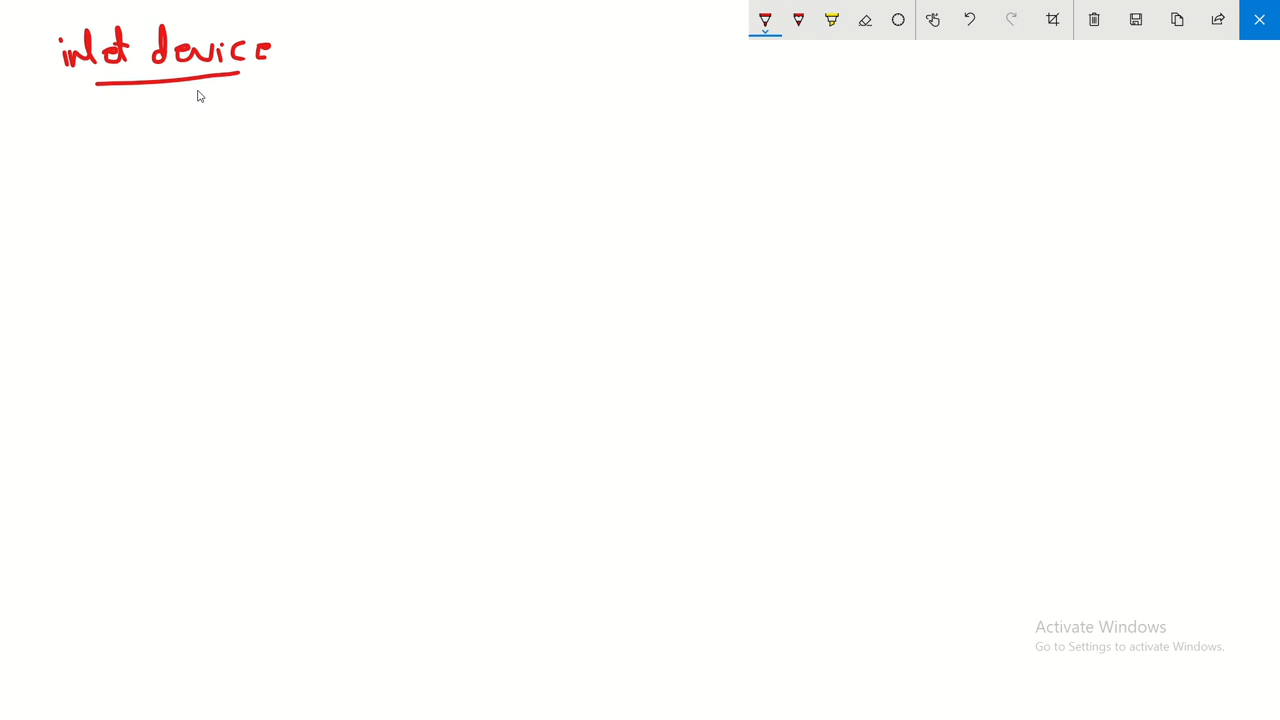 inlet device
Activate Windows
Go to Settings to activate Windows.